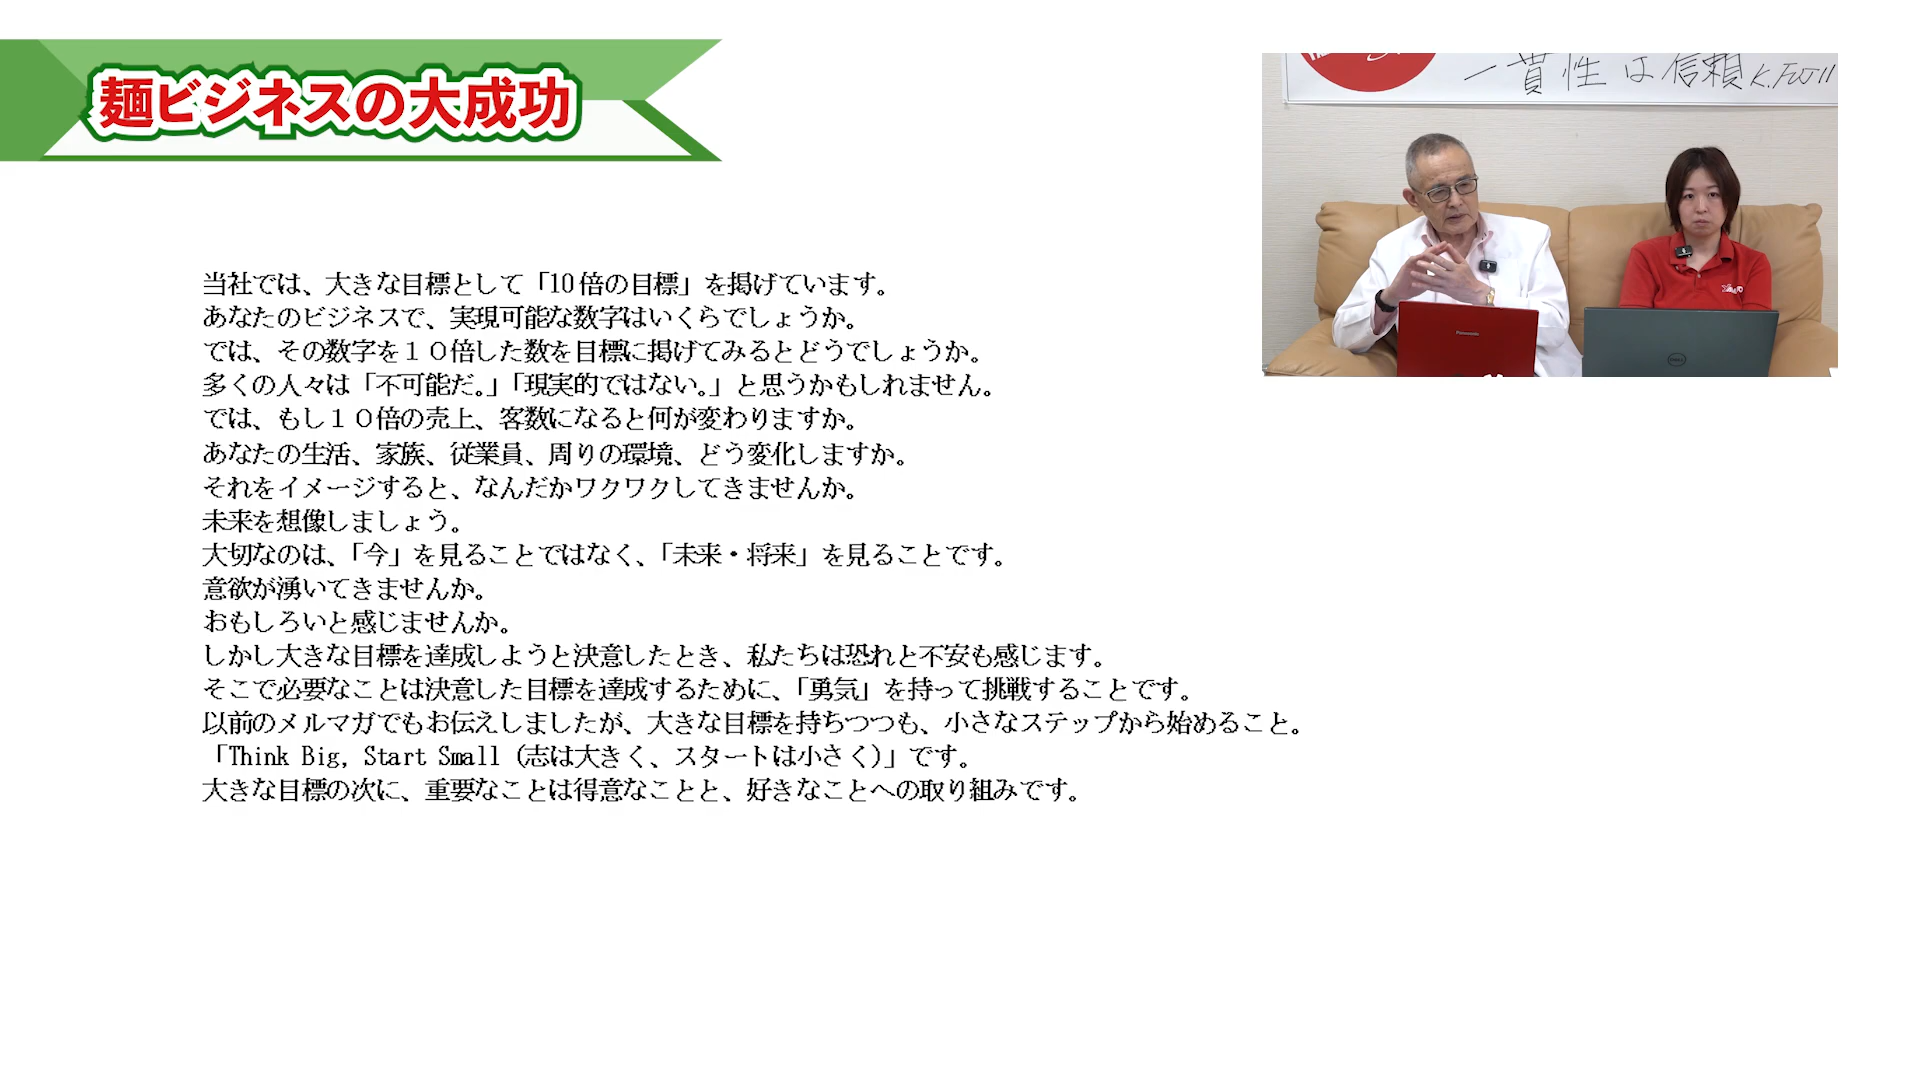 麺ビジネスの大成功
一貫性は信頼 K.FUJII
当社では、大きな目標として「10倍の目標」を掲げています。
あなたのビジネスで、実現可能な数字はいくらでしょうか。
では、その数字を１０倍した数を目標に掲げてみるとどうでしょうか。
多くの人々は「不可能だ。」「現実的ではない。」と思うかもしれません。
では、もし１０倍の売上、客数になると何が変わりますか。
あなたの生活、家族、従業員、周りの環境、どう変化しますか。
それをイメージすると、なんだかワクワクしてきませんか。
未来を想像しましょう。
大切なのは、「今」を見ることではなく、「未来・将来」を見ることです。
意欲が湧いてきませんか。
おもしろいと感じませんか。
しかし大きな目標を達成しようと決意したとき、私たちは恐れと不安も感じます。
そこで必要なことは決意した目標を達成するために、「勇気」を持って挑戦することです。
以前のメルマガでもお伝えしましたが、大きな目標を持ちつつも、小さなステップから始めること。
「Think Big, Start Small (志は大きく、スタートは小さく)」です。
大きな目標の次に、重要なことは得意なことと、好きなことへの取り組みです。
Panasonic
DELL